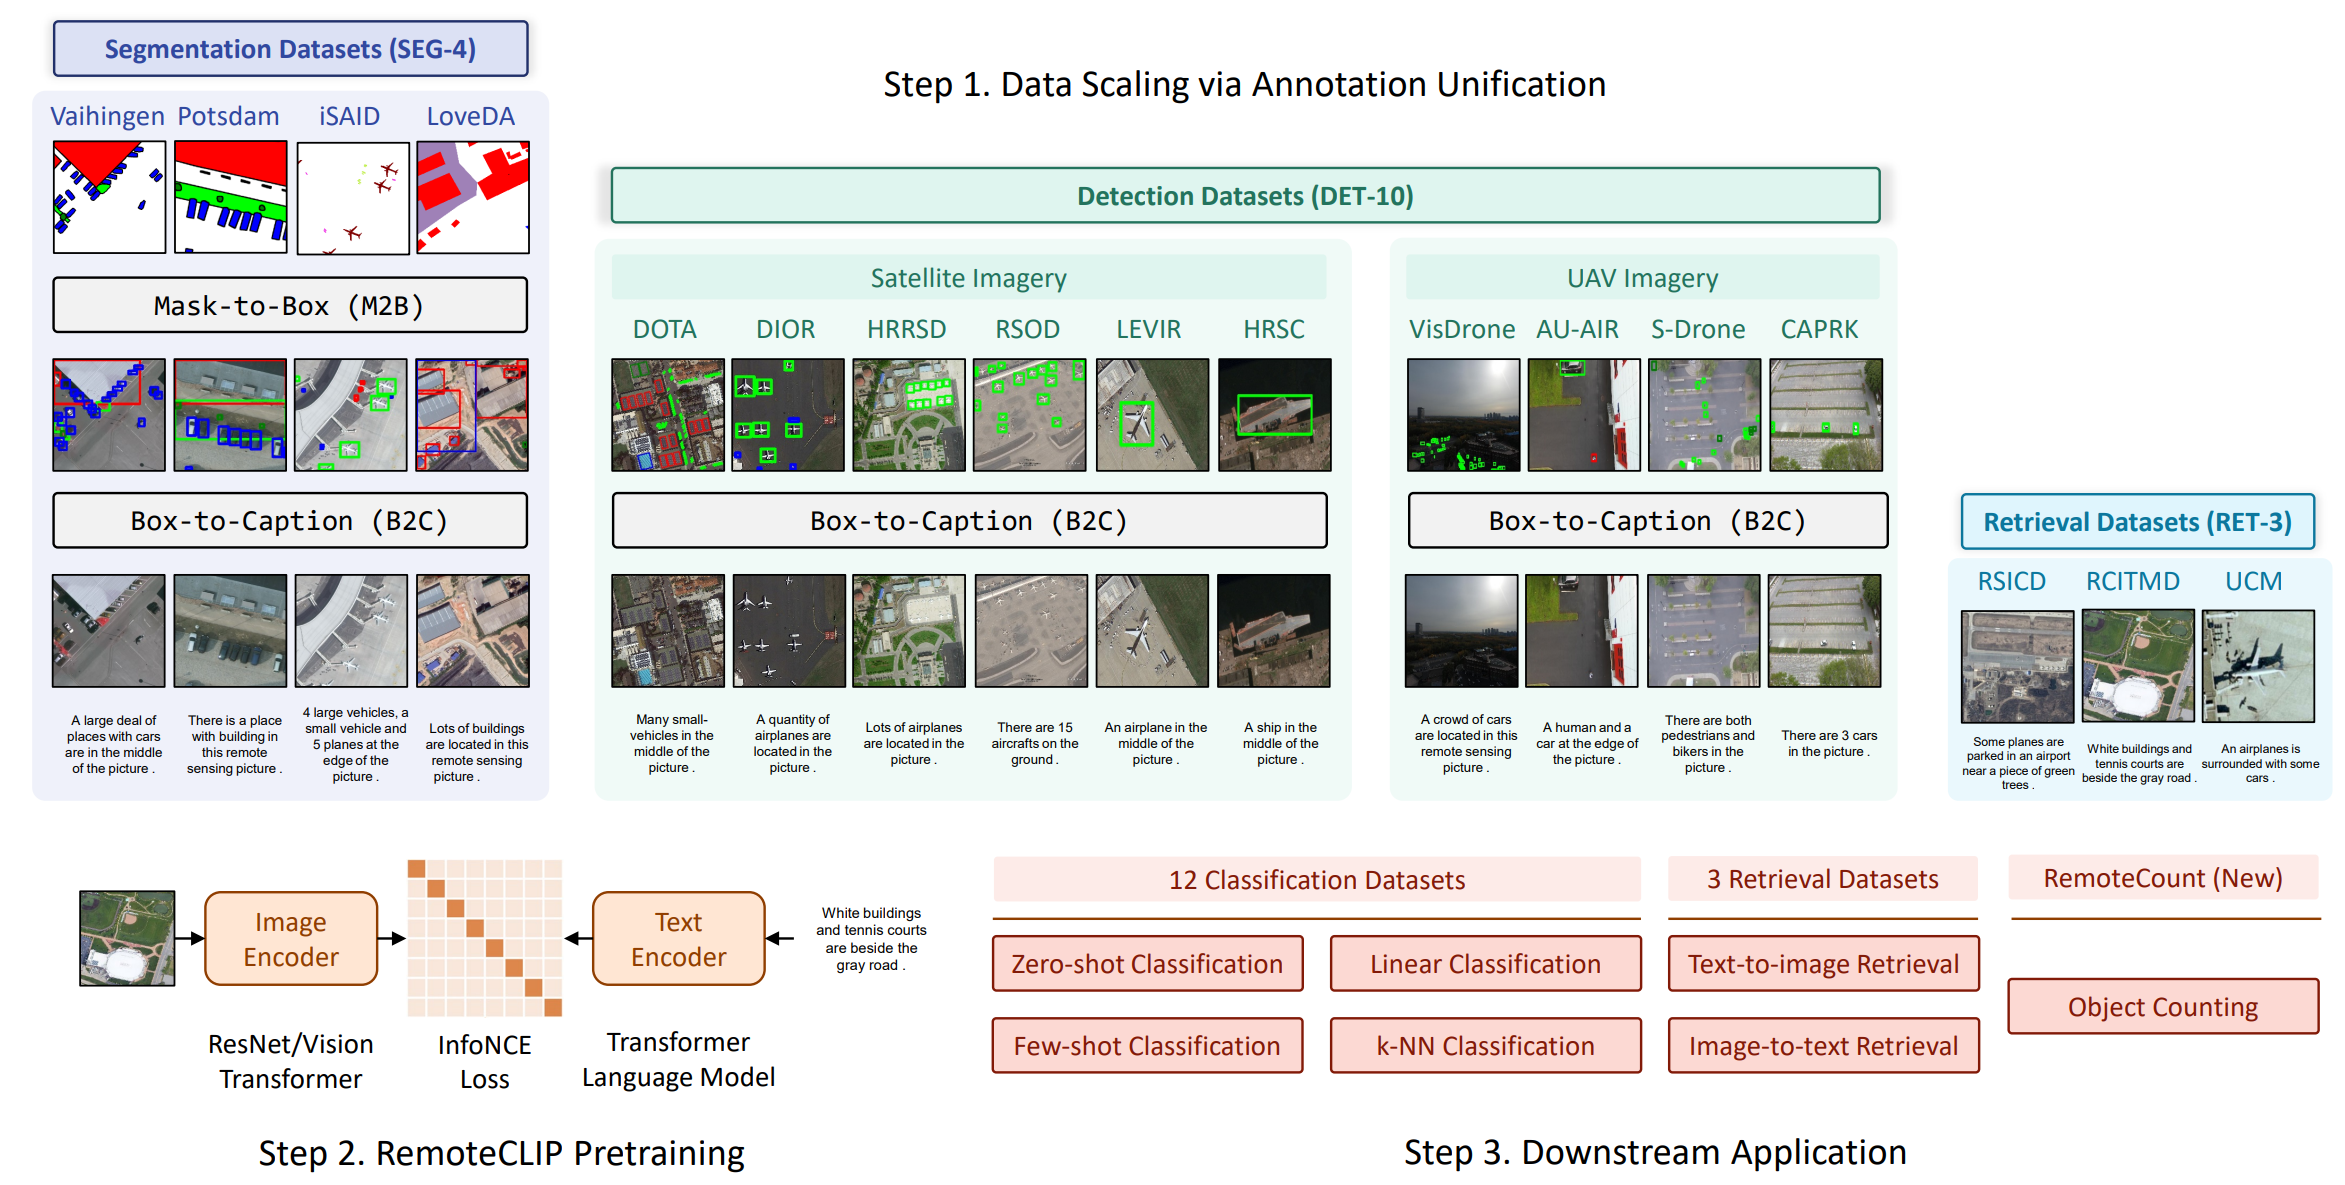 Segmentation Datasets (SEG-4)
Vaihingen Potsdam iSAID LoveDA
Mask-to-Box (M2B)
Box-to-Caption (B2C)
A large deal of
places with cars
are in the middle
of the picture .
There is a place
with building in
this remote
sensing picture .
4 large vehicles, a
small vehicle and
5 planes at the
edge of the
picture .
Lots of buildings
are located in this
remote sensing
picture .
Step 1. Data Scaling via Annotation Unification
Detection Datasets (DET-10)
Satellite Imagery
DOTA DIOR HRRSD RSOD LEVIR HRSC
Box-to-Caption (B2C)
Many small-
vehicles in the
middle of the
picture .
A quantity of
airplanes are
located in the
picture .
Lots of airplanes
are located in the
picture .
There are 15
aircrafts on the
ground .
An airplane in the
middle of the
picture .
A ship in the
middle of the
picture .
UAV Imagery
VisDrone AU-AIR S-Drone CAPRK
Box-to-Caption (B2C)
A crowd of cars
are located in this
remote sensing
picture .
A human and a
car at the edge of
the picture .
There are both
pedestrians and
bikers in the
picture .
There are 3 cars
in the picture .
Retrieval Datasets (RET-3)
RSICD RCITMD UCM
Some planes are
parked in an airport
near a piece of green
trees .
White buildings and
tennis courts are
beside the gray road .
An airplanes is
surrounded with some
cars .
Image
Encoder
Text
Encoder
White buildings
and tennis courts
are beside the
gray road .
ResNet/Vision
Transformer
InfoNCE
Loss
Transformer
Language Model
Step 2. RemoteCLIP Pretraining
12 Classification Datasets
Zero-shot Classification
Linear Classification
Few-shot Classification
k-NN Classification
3 Retrieval Datasets
Text-to-image Retrieval
Image-to-text Retrieval
RemoteCount (New)
Object Counting
Step 3. Downstream Application